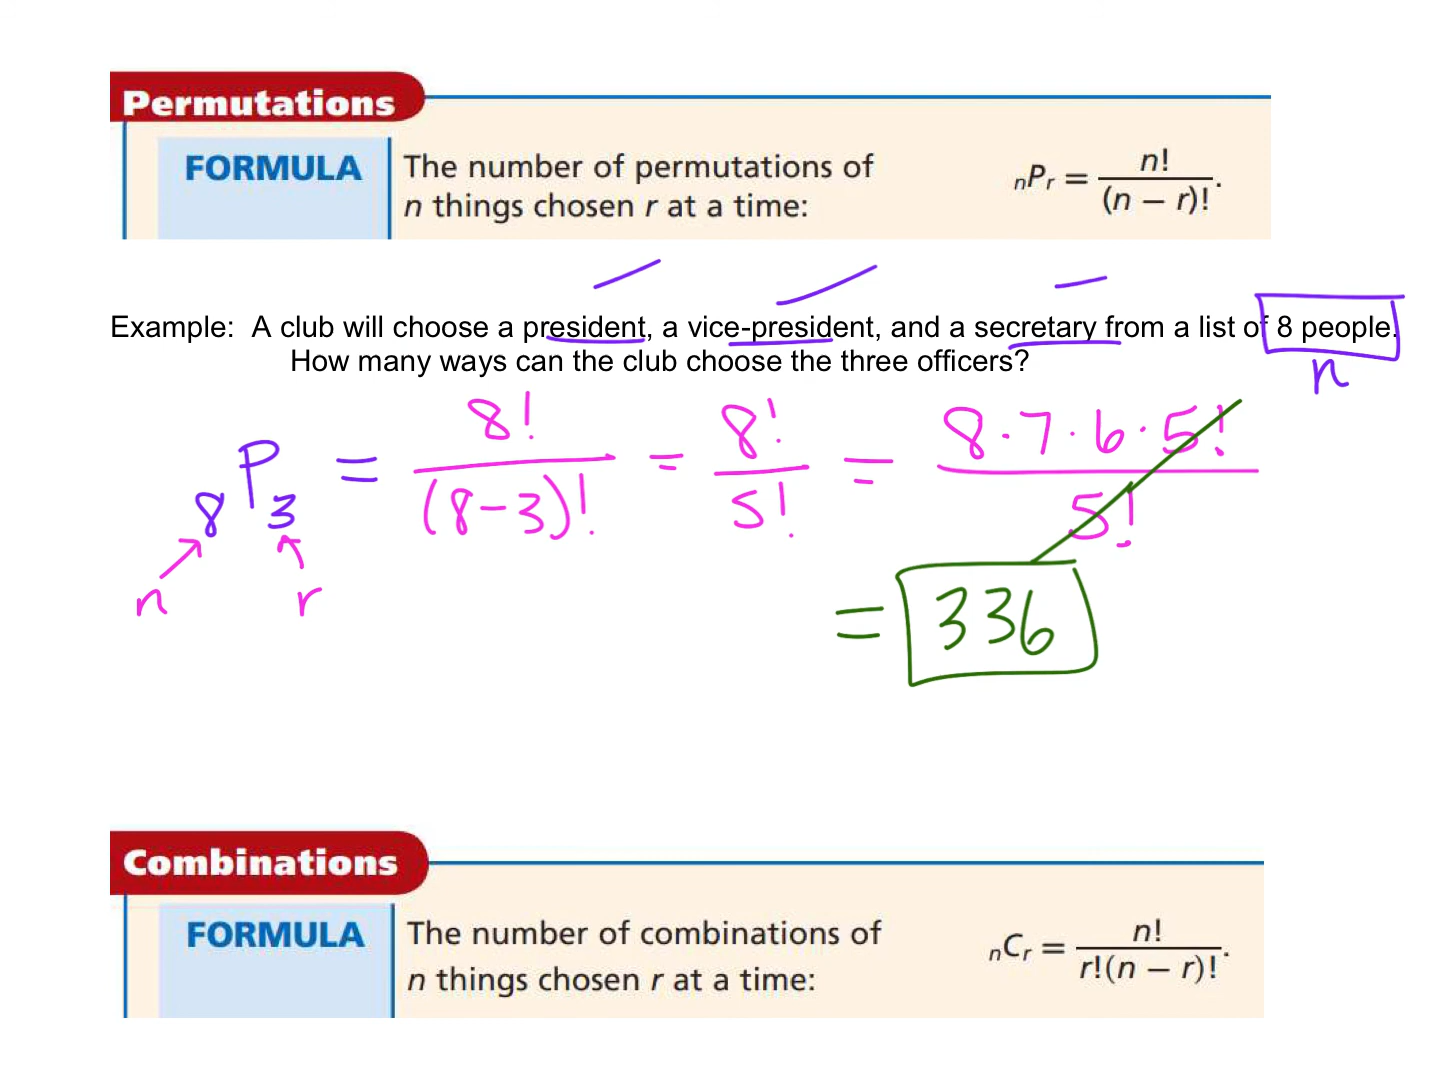 Permutations
FORMULA The number of permutations of
n things chosen r at a time:
nPr = n! / (n − r)!.
Example: A club will choose a president, a vice-president, and a secretary from a list of 8 people.
How many ways can the club choose the three officers?
n
8P3 = 8! / (8-3)! = 8! / 5! = 8·7·6·5! / 5!
n r
= 336
Combinations
FORMULA The number of combinations of
n things chosen r at a time:
nCr = n! / r!(n − r)!.